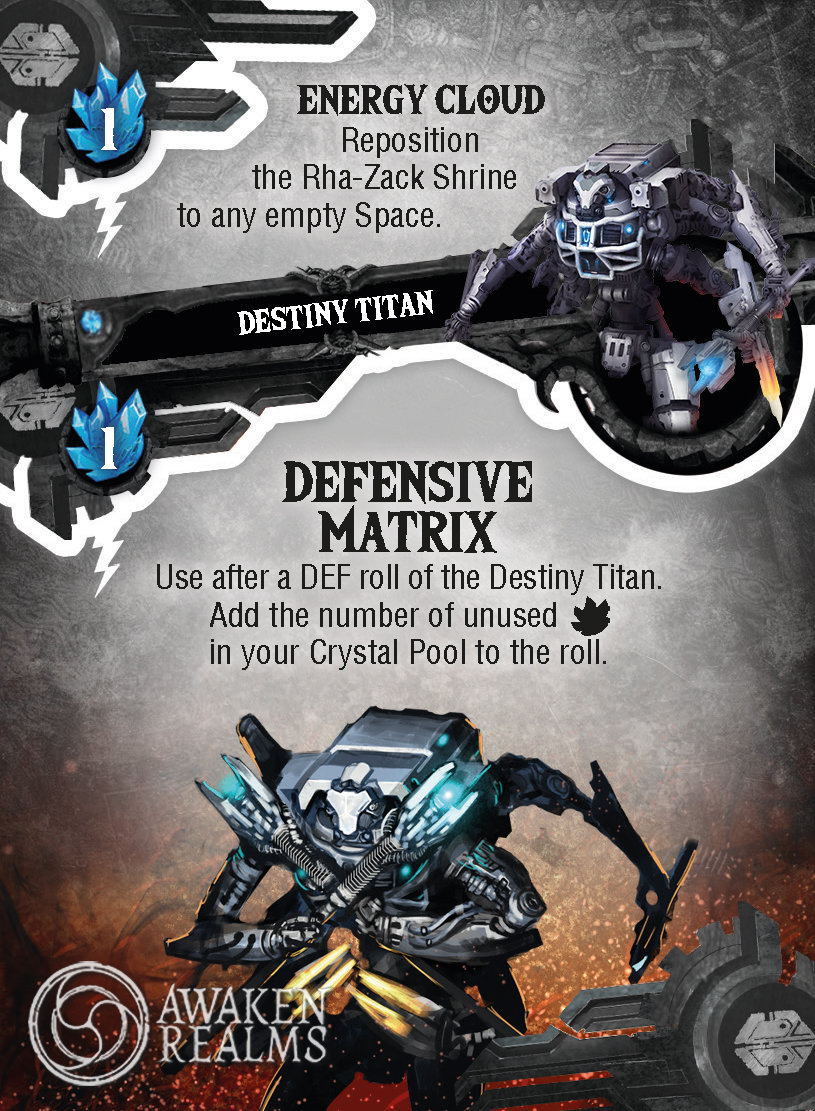 1
ENERGY CLOUD
Reposition
the Rha-Zack Shrine
to any empty Space.
DESTINY TITAN
1
DEFENSIVE
MATRIX
Use after a DEF roll of the Destiny Titan.
Add the number of unused
in your Crystal Pool to the roll.
AWAKEN
REALMS